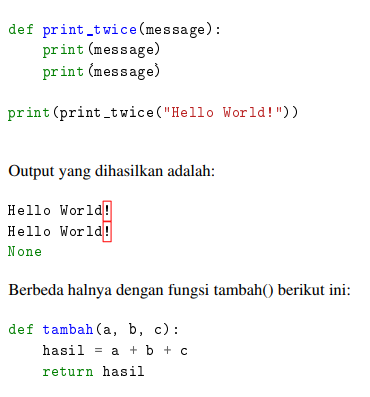 def print_twice(message):
    print(message)
    print(message)
print(print_twice("Hello World!"))
Output yang dihasilkan adalah:
Hello World!
Hello World!
None
Berbeda halnya dengan fungsi tambah() berikut ini:
def tambah(a, b, c):
    hasil = a + b + c
    return hasil